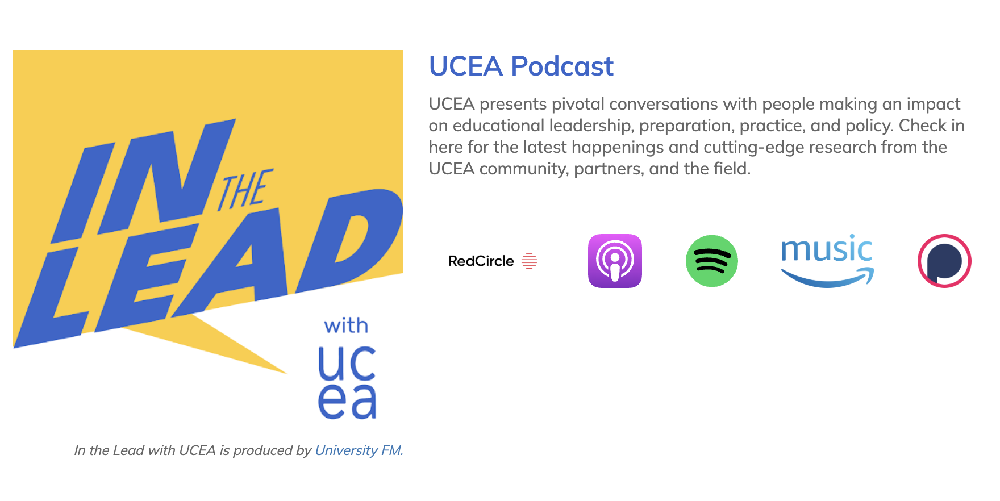 IN
THE
LEAD
with
uc
ea
In the Lead with UCEA is produced by University FM.
UCEA Podcast
UCEA presents pivotal conversations with people making an impact
on educational leadership, preparation, practice, and policy. Check in
here for the latest happenings and cutting-edge research from the
UCEA community, partners, and the field.
RedCircle
music